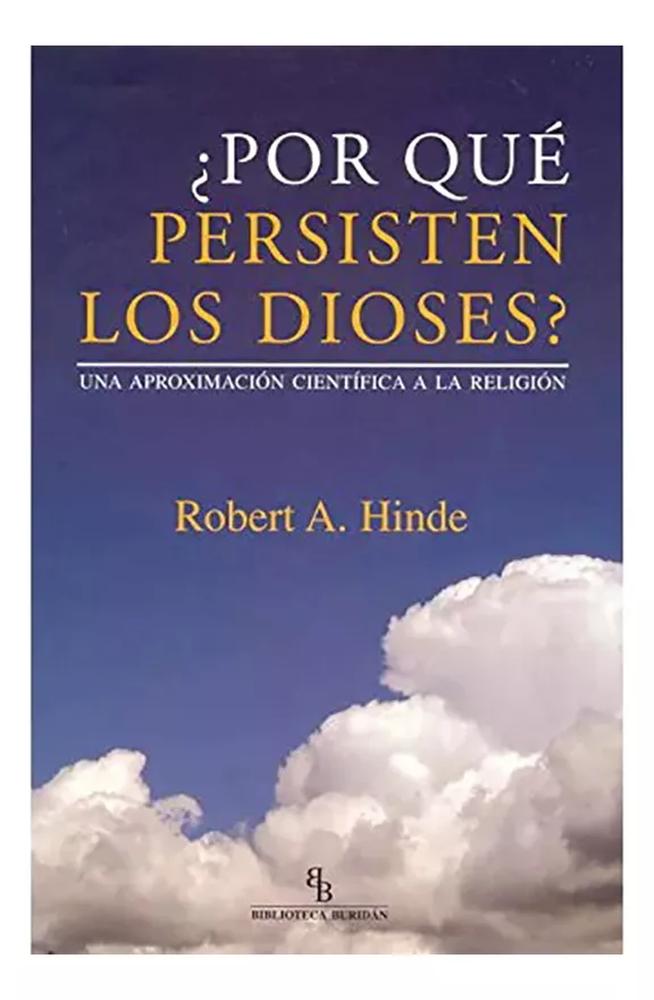 ¿POR QUÉ
PERSISTEN
LOS DIOSES?
UNA APROXIMACIÓN CIENTÍFICA A LA RELIGIÓN
Robert A. Hinde
BB
BIBLIOTECA BURIDÁN